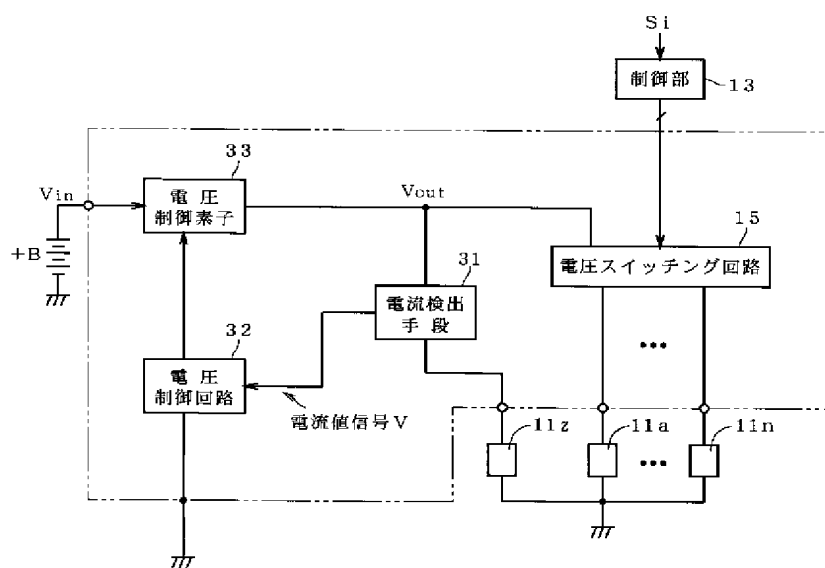 Si
制御部
13
33
Vin
電圧
制御素子
Vout
15
+B
31
電圧スイッチング回路
電流検出
手段
32
•••
電圧
制御回路
電流値信号V
11z
11a
•••
11n